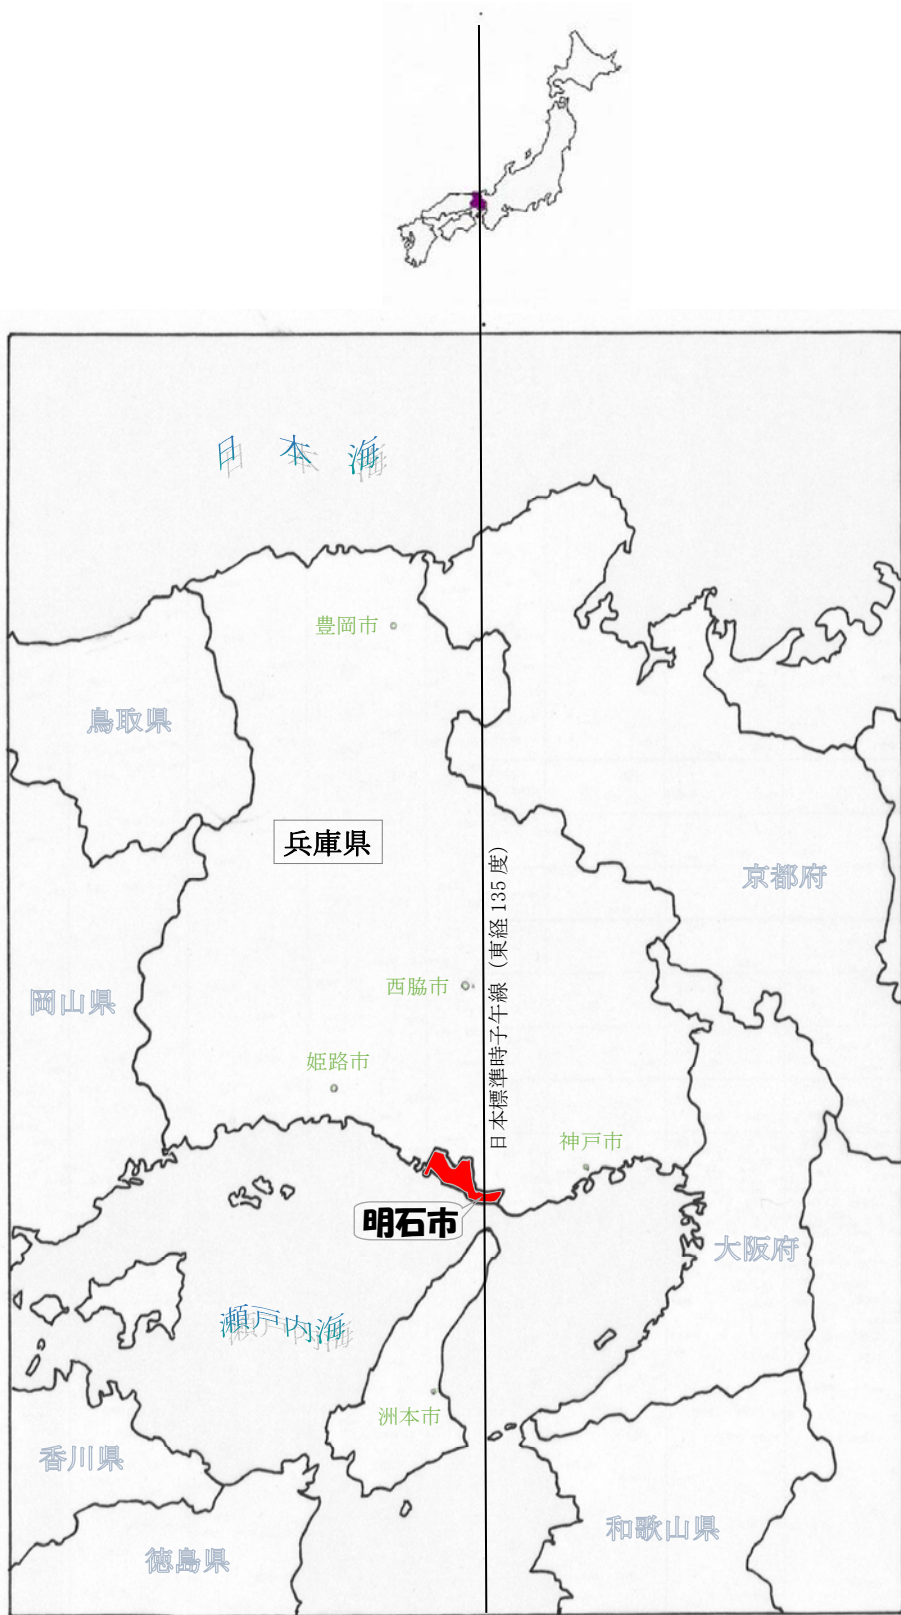 日本海
豊岡市
鳥取県
兵庫県
京都府
日本標準時子午線（東経135度）
西脇市
岡山県
姫路市
神戸市
明石市
大阪府
瀬戸内海
洲本市
香川県
和歌山県
徳島県